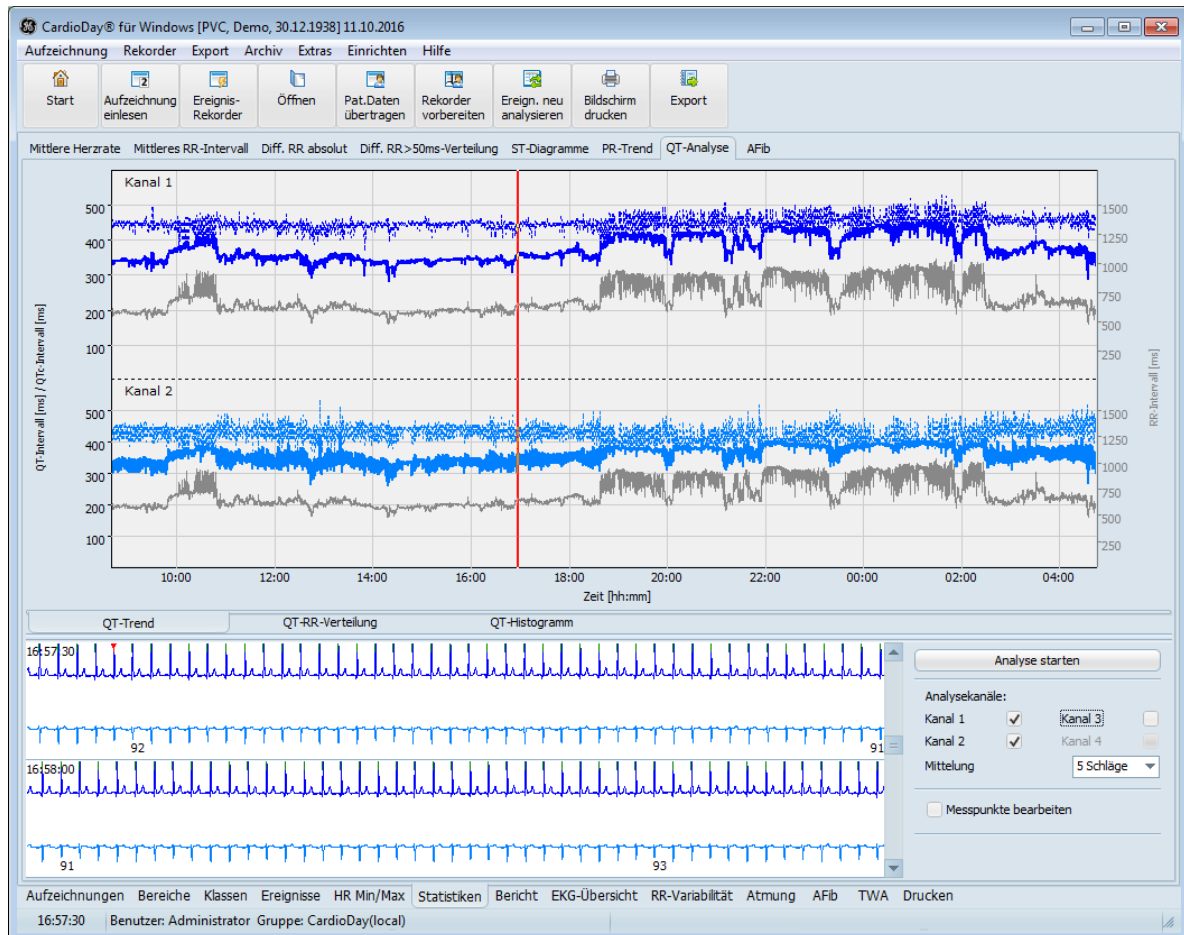 CardioDay® für Windows [PVC, Demo, 30.12.1938] 11.10.2016
Aufzeichnung Rekorder Export Archiv Extras Einrichten Hilfe
Start
Aufzeichnung einlesen
Ereignis-Rekorder
Öffnen
Pat.Daten übertragen
Rekorder vorbereiten
Ereign. neu analysieren
Bildschirm drucken
Export
Mittlere Herzrate Mittleres RR-Intervall Diff. RR absolut Diff. RR>50ms-Verteilung ST-Diagramme PR-Trend QT-Analyse AFib
Kanal 1
500
400
300
200
100
1500
1250
1000
750
500
250
Kanal 2
500
400
300
200
100
1500
1250
1000
750
500
250
QT-Intervall [ms] / QTc-Intervall [ms]
RR-Intervall [ms]
10:00 12:00 14:00 16:00 18:00 20:00 22:00 00:00 02:00 04:00
Zeit [hh:mm]
QT-Trend QT-RR-Verteilung QT-Histogramm
16:57:30
92 91
16:58:00
91 93
Analyse starten
Analysekanäle:
Kanal 1 Kanal 3
Kanal 2 Kanal 4
Mittelung 5 Schläge
Messpunkte bearbeiten
Aufzeichnungen Bereiche Klassen Ereignisse HR Min/Max Statistiken Bericht EKG-Übersicht RR-Variabilität Atmung AFib TWA Drucken
16:57:30 Benutzer: Administrator Gruppe: CardioDay(local)